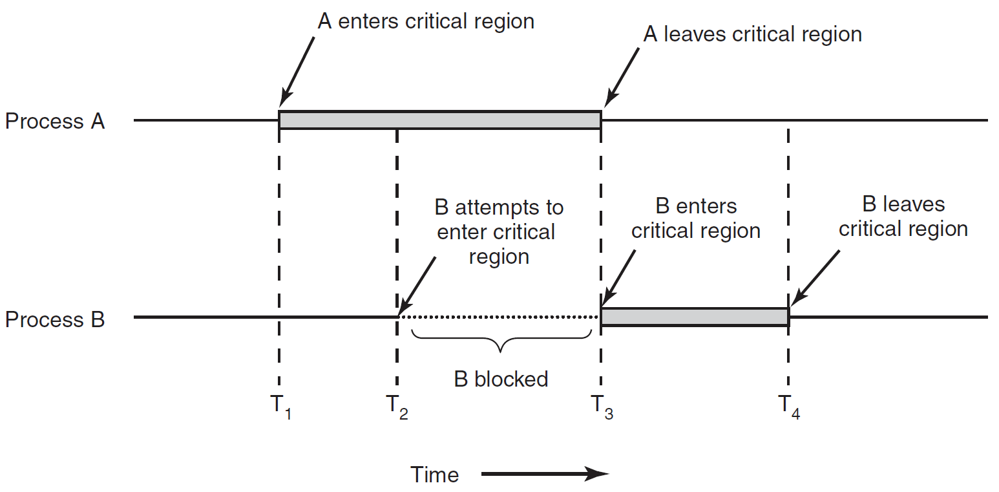 A enters critical region
A leaves critical region
Process A
B attempts to
enter critical
region
B enters
critical region
B leaves
critical region
Process B
B blocked
T1
T2
T3
T4
Time